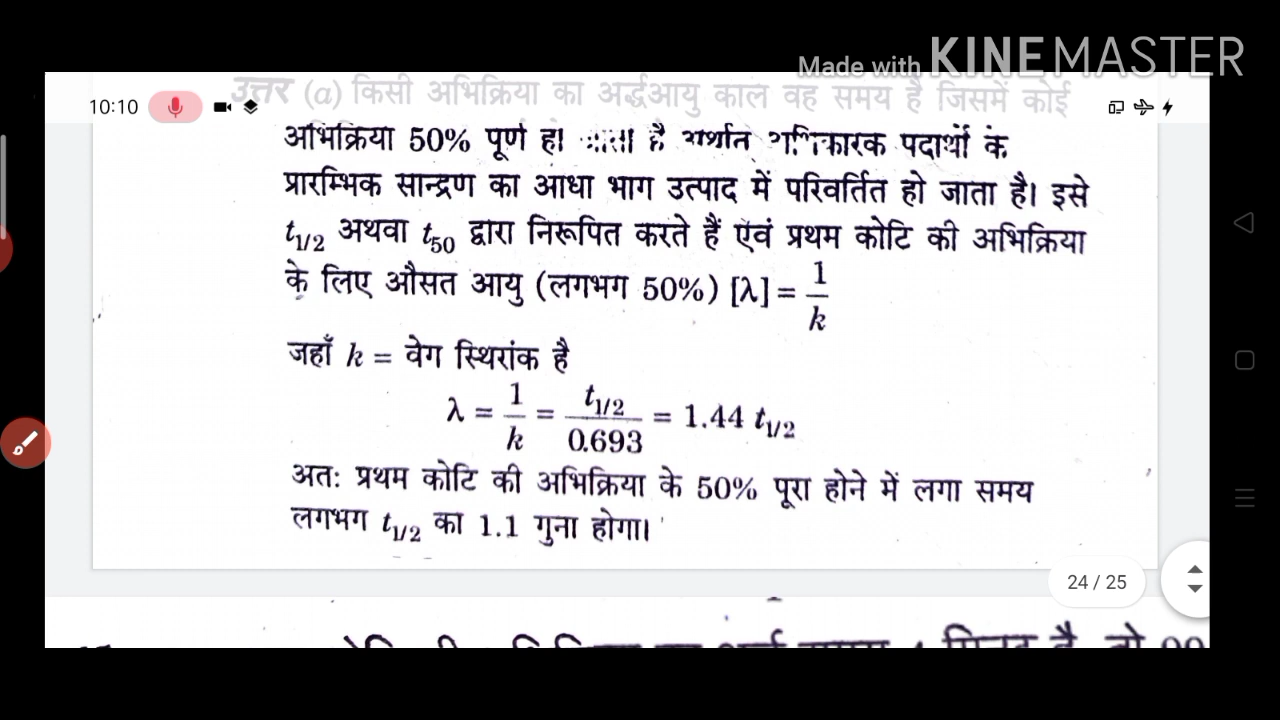 Made with KINEMASTER
10:10
उत्तर (a) किसी अभिक्रिया का अर्द्धआयु काल वह समय है जिसमें कोई
अभिक्रिया 50% पूर्ण हो है अर्थात पदार्थों के
प्रारम्भिक सान्द्रण का आधा भाग उत्पाद में परिवर्तित हो जाता है। इसे
t1/2 अथवा t50 द्वारा निरूपित करते हैं एवं प्रथम कोटि की अभिक्रिया
के लिए औसत आयु (लगभग 50%) [λ] = 1/k
जहाँ k = वेग स्थिरांक है
λ = 1/k = t1/2/0.693 = 1.44 t1/2
अतः प्रथम कोटि की अभिक्रिया के 50% पूरा होने में लगा समय
लगभग t1/2 का 1.1 गुना होगा।
24 / 25